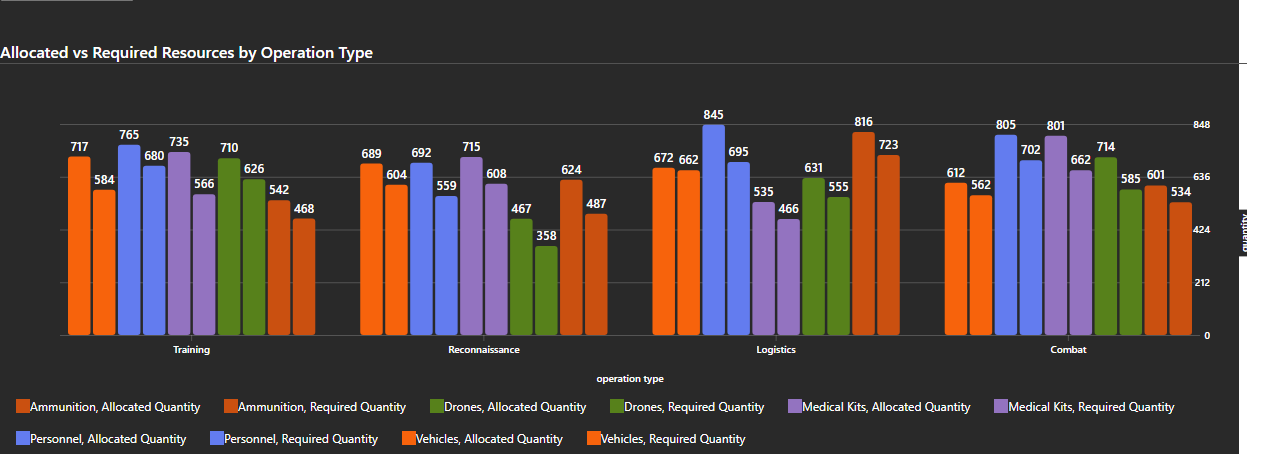 Allocated vs Required Resources by Operation Type
717 584 765 680 735 566 710 626 542 468
689 604 692 559 715 608 467 358 624 487
672 662 845 695 535 466 631 555 816 723
612 562 805 702 801 662 714 585 601 534
848
636
424
212
0
quantity
Training Reconnaissance Logistics Combat
operation type
Ammunition, Allocated Quantity Ammunition, Required Quantity Drones, Allocated Quantity Drones, Required Quantity Medical Kits, Allocated Quantity Medical Kits, Required Quantity
Personnel, Allocated Quantity Personnel, Required Quantity Vehicles, Allocated Quantity Vehicles, Required Quantity